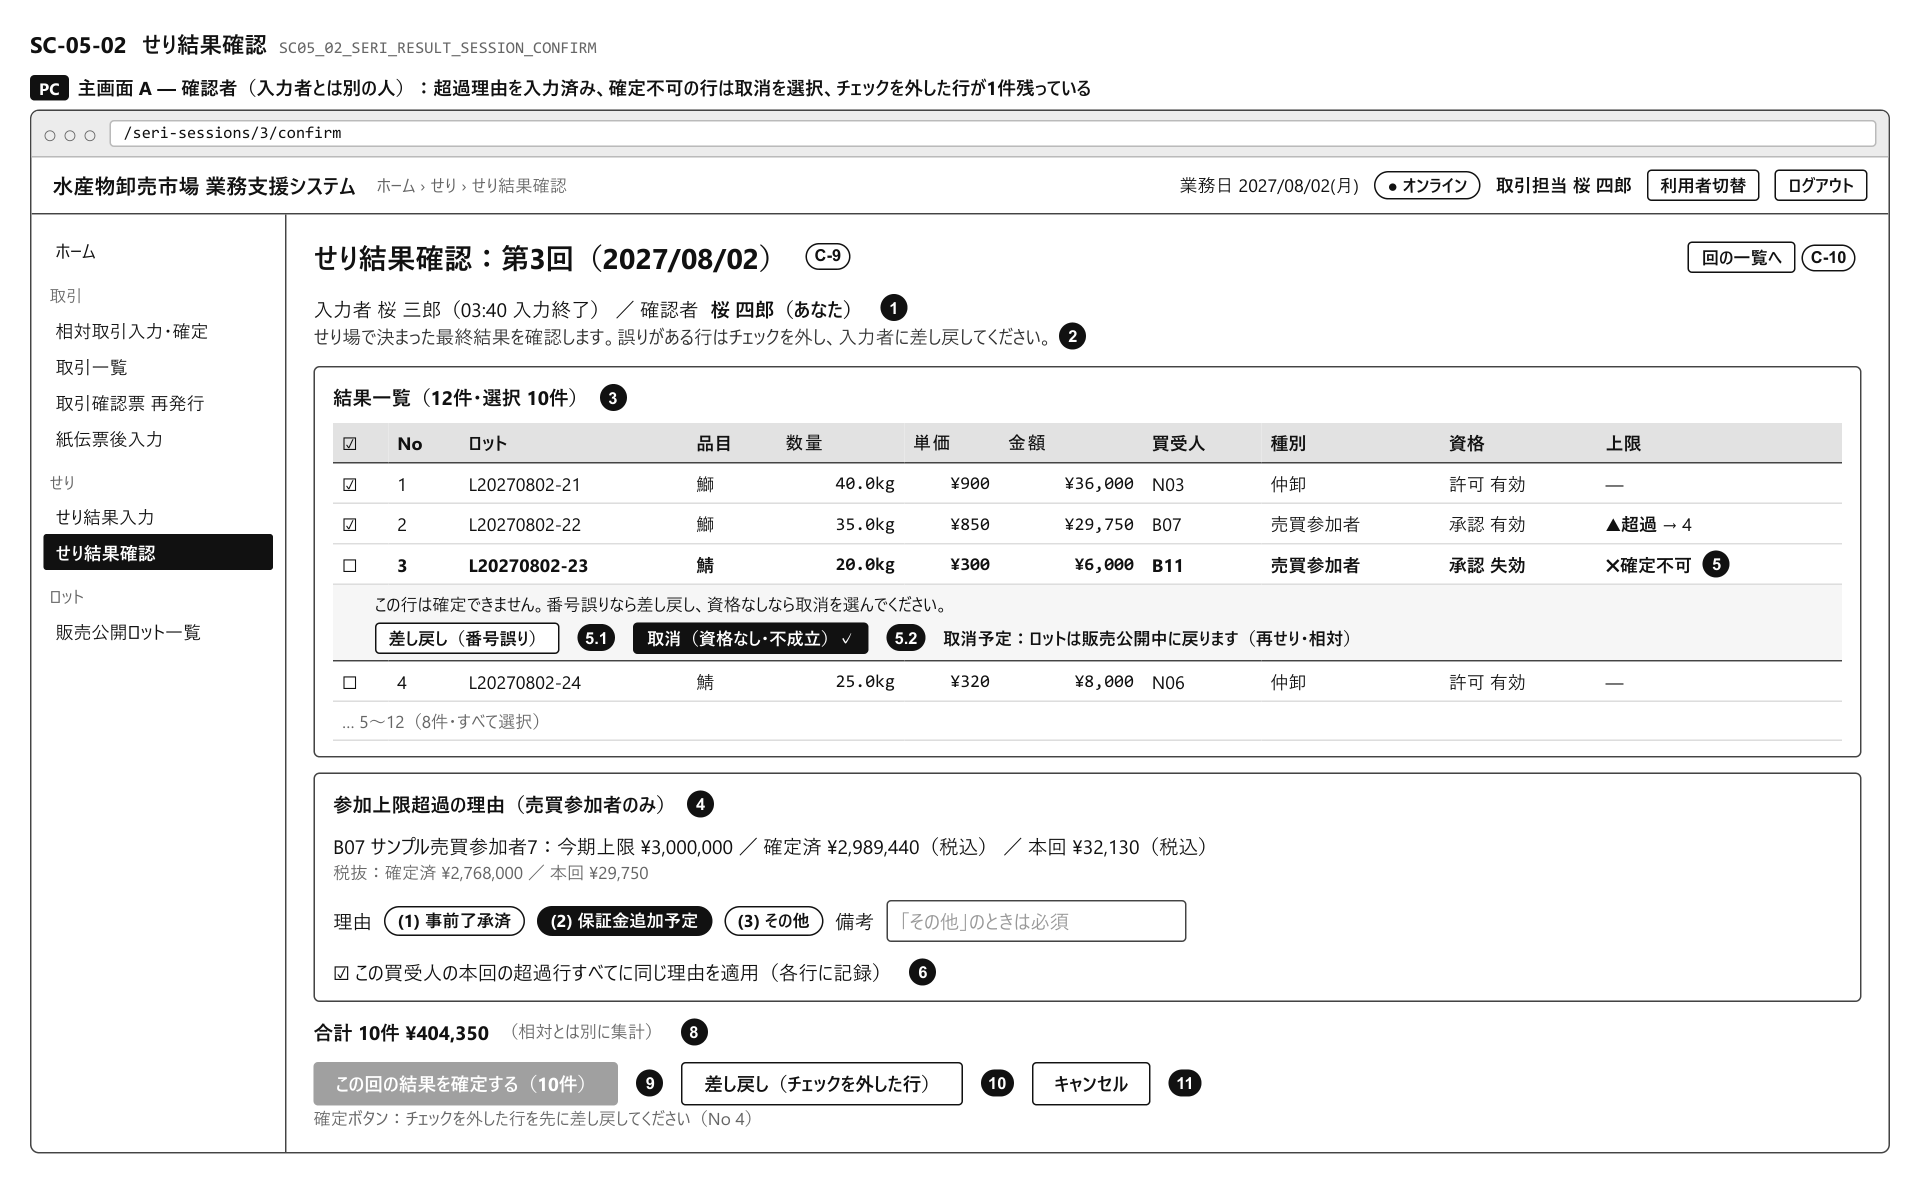 SC-05-02 せり結果確認 SC05_02_SERI_RESULT_SESSION_CONFIRM
PC 主画面 A — 確認者（入力者とは別の人）：超過理由を入力済み、確定不可の行は取消を選択、チェックを外した行が1件残っている
/seri-sessions/3/confirm
水産物卸売市場 業務支援システム ホーム › せり › せり結果確認 業務日 2027/08/02(月) ● オンライン 取引担当 桜 四郎 利用者切替 ログアウト
ホーム
取引
相対取引入力・確定
取引一覧
取引確認票 再発行
紙伝票後入力
せり
せり結果入力
せり結果確認
ロット
販売公開ロット一覧
せり結果確認：第3回（2027/08/02） C-9 回の一覧へ C-10
入力者 桜 三郎（03:40 入力終了）／ 確認者 桜 四郎（あなた） 1
せり場で決まった最終結果を確認します。誤りがある行はチェックを外し、入力者に差し戻してください。 2
結果一覧（12件・選択 10件） 3
☑ No ロット 品目 数量 単価 金額 買受人 種別 資格 上限
☑ 1 L20270802-21 鰤 40.0kg ¥900 ¥36,000 N03 仲卸 許可 有効 —
☑ 2 L20270802-22 鰤 35.0kg ¥850 ¥29,750 B07 売買参加者 承認 有効 ▲超過 → 4
☐ 3 L20270802-23 鯖 20.0kg ¥300 ¥6,000 B11 売買参加者 承認 失効 ✕確定不可 5
この行は確定できません。番号誤りなら差し戻し、資格なしなら取消を選んでください。
差し戻し（番号誤り） 5.1 取消（資格なし・不成立）✓ 5.2 取消予定：ロットは販売公開中に戻ります（再せり・相対）
☐ 4 L20270802-24 鯖 25.0kg ¥320 ¥8,000 N06 仲卸 許可 有効 —
… 5〜12（8件・すべて選択）
参加上限超過の理由（売買参加者のみ） 4
B07 サンプル売買参加者7：今期上限 ¥3,000,000 ／ 確定済 ¥2,989,440（税込）／ 本回 ¥32,130（税込）
税抜：確定済 ¥2,768,000 ／ 本回 ¥29,750
理由 (1) 事前了承済 (2) 保証金追加予定 (3) その他 備考 「その他」のときは必須
☑ この買受人の本回の超過行すべてに同じ理由を適用（各行に記録） 6
合計 10件 ¥404,350 （相対とは別に集計） 8
この回の結果を確定する（10件） 9 差し戻し（チェックを外した行） 10 キャンセル 11
確定ボタン：チェックを外した行を先に差し戻してください（No 4）